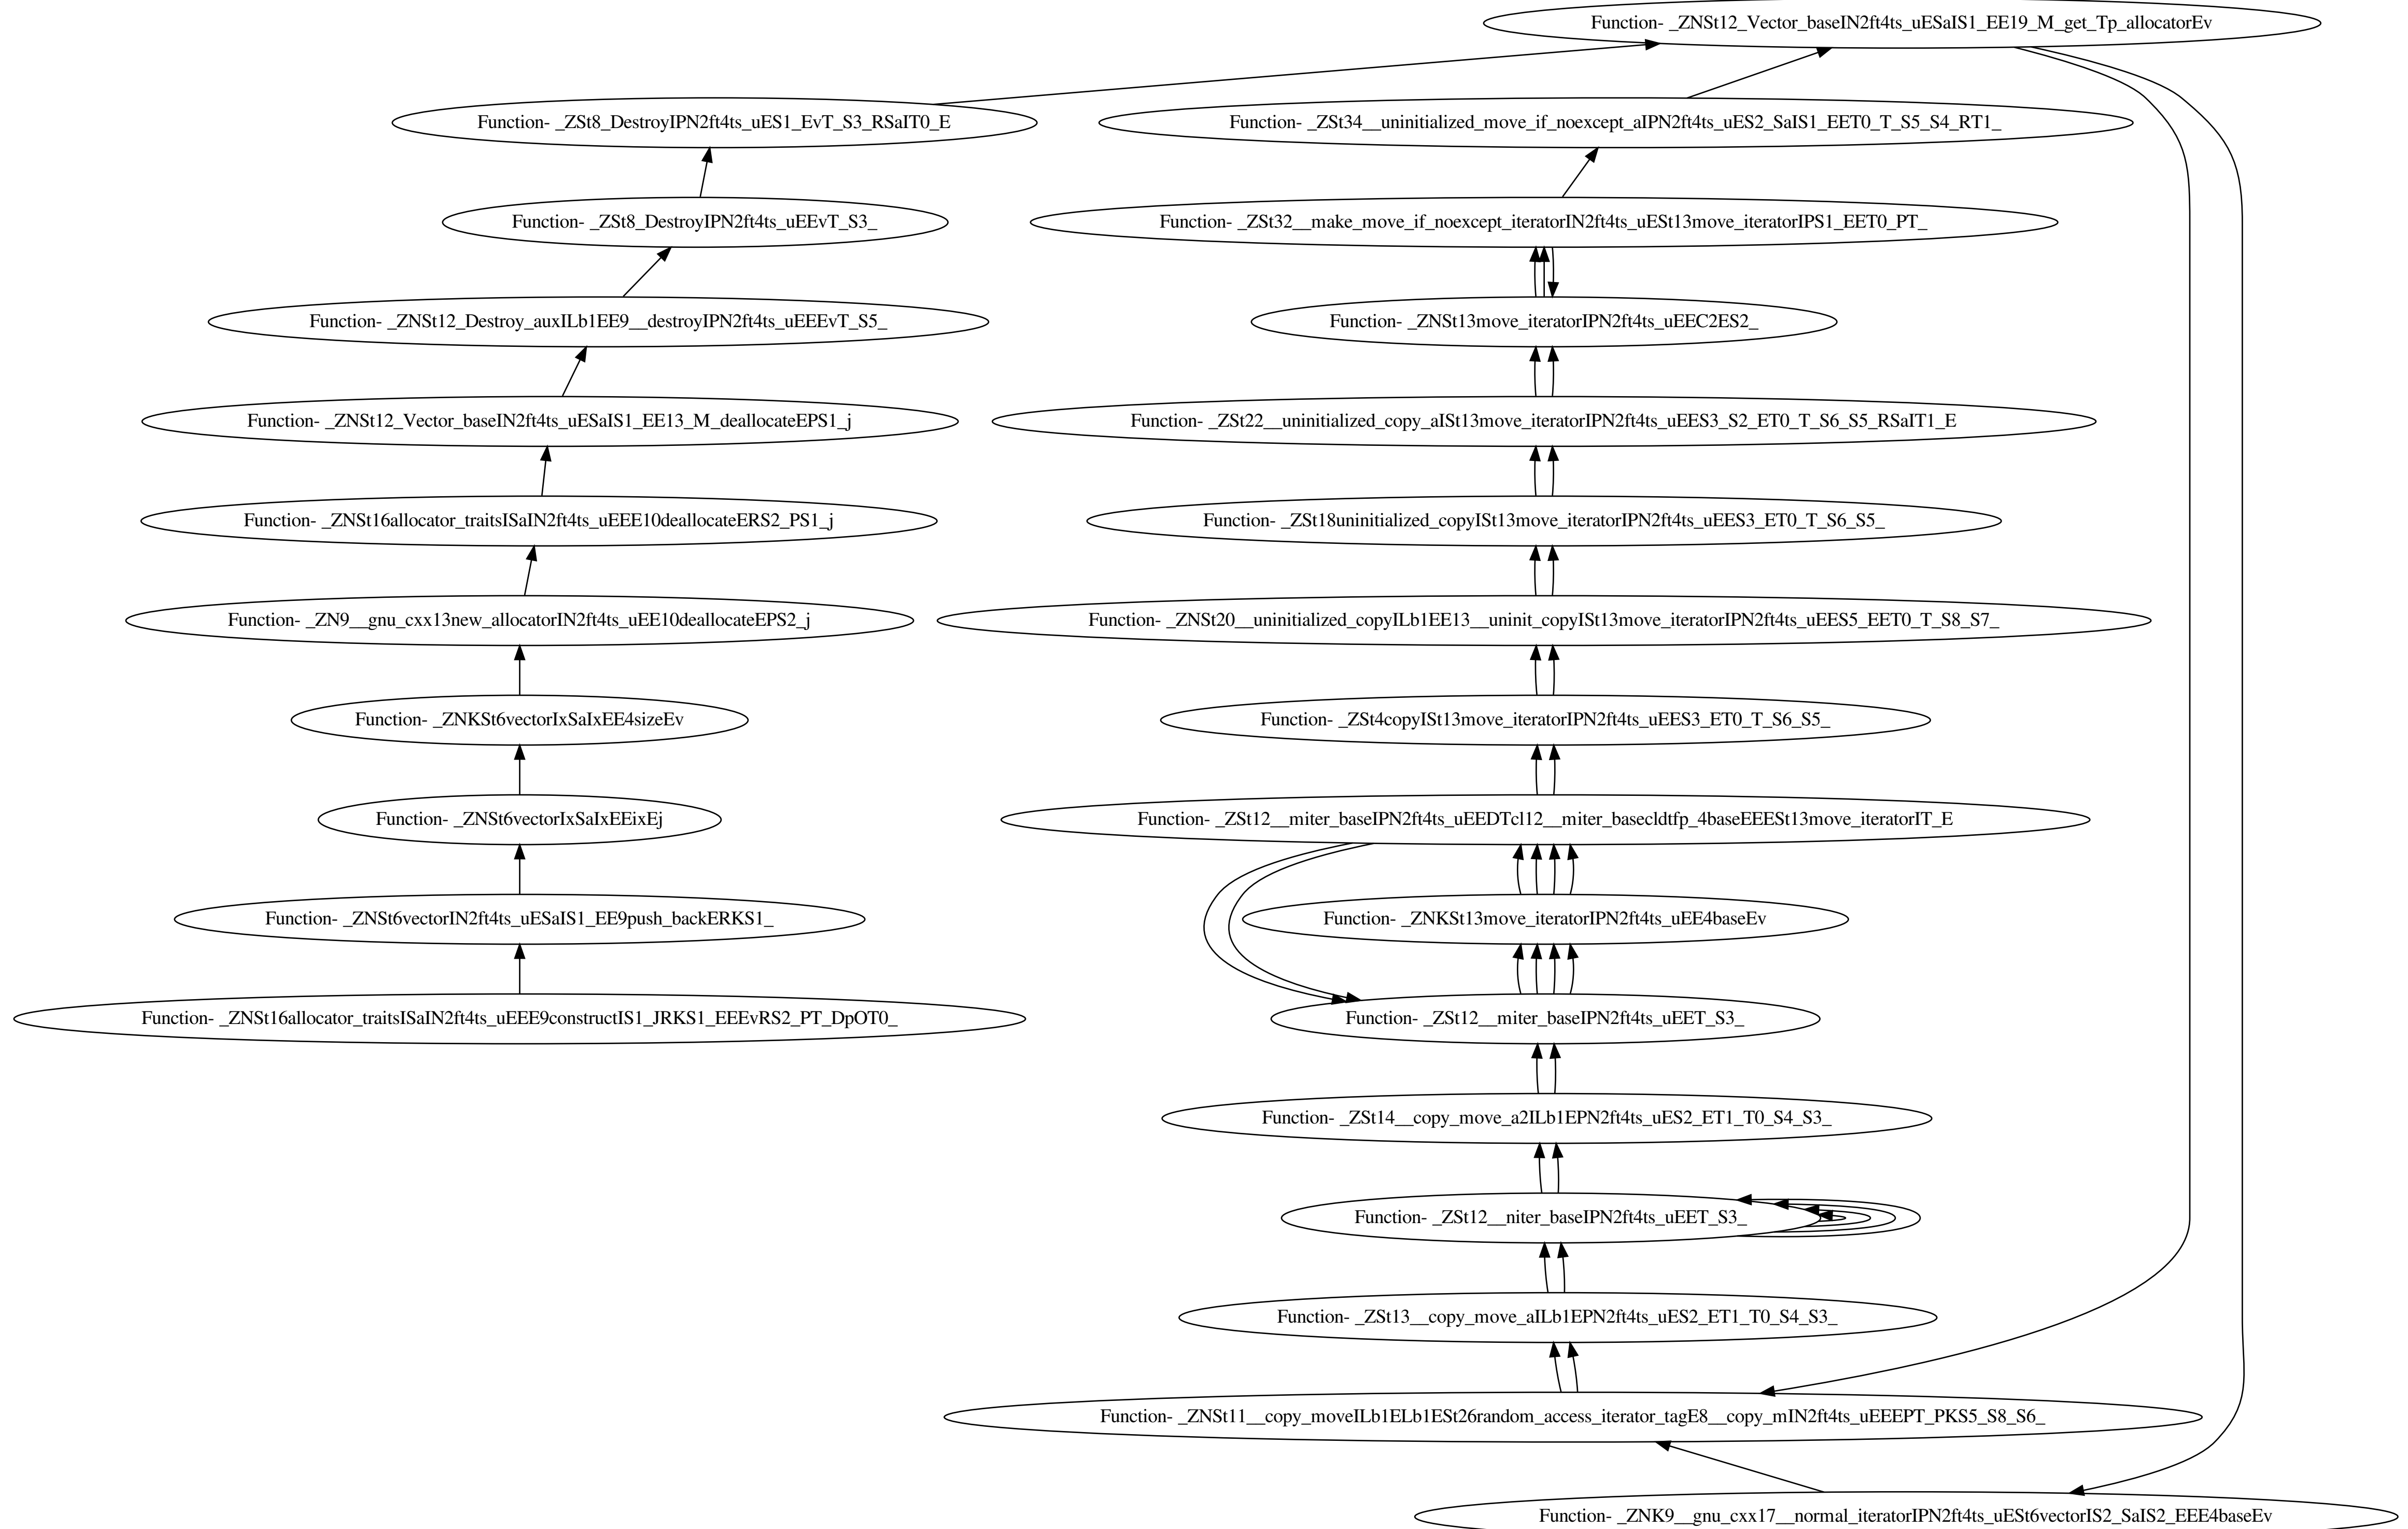 Function- _ZNSt12_Vector_baseIN2ft4ts_uESaIS1_EE19_M_get_Tp_allocatorEv
Function- _ZSt8_DestroyIPN2ft4ts_uES1_EvT_S3_RSaIT0_E
Function- _ZSt34__uninitialized_move_if_noexcept_aIPN2ft4ts_uES2_SaIS1_EET0_T_S5_S4_RT1_
Function- _ZSt8_DestroyIPN2ft4ts_uEEvT_S3_
Function- _ZSt32__make_move_if_noexcept_iteratorIN2ft4ts_uESt13move_iteratorIPS1_EET0_PT_
Function- _ZNSt12_Destroy_auxILb1EE9__destroyIPN2ft4ts_uEEEvT_S5_
Function- _ZNSt13move_iteratorIPN2ft4ts_uEEC2ES2_
Function- _ZNSt12_Vector_baseIN2ft4ts_uESaIS1_EE13_M_deallocateEPS1_j
Function- _ZSt22__uninitialized_copy_aISt13move_iteratorIPN2ft4ts_uEES3_S2_ET0_T_S6_S5_RSaIT1_E
Function- _ZNSt16allocator_traitsISaIN2ft4ts_uEEE10deallocateERS2_PS1_j
Function- _ZSt18uninitialized_copyISt13move_iteratorIPN2ft4ts_uEES3_ET0_T_S6_S5_
Function- _ZN9__gnu_cxx13new_allocatorIN2ft4ts_uEE10deallocateEPS2_j
Function- _ZNSt20__uninitialized_copyILb1EE13__uninit_copyISt13move_iteratorIPN2ft4ts_uEES5_EET0_T_S8_S7_
Function- _ZNKSt6vectorIxSaIxEE4sizeEv
Function- _ZSt4copyISt13move_iteratorIPN2ft4ts_uEES3_ET0_T_S6_S5_
Function- _ZNSt6vectorIxSaIxEEixEj
Function- _ZSt12__miter_baseIPN2ft4ts_uEEDTcl12__miter_basecldtfp_4baseEEESt13move_iteratorIT_E
Function- _ZNSt6vectorIN2ft4ts_uESaIS1_EE9push_backERKS1_
Function- _ZNKSt13move_iteratorIPN2ft4ts_uEE4baseEv
Function- _ZNSt16allocator_traitsISaIN2ft4ts_uEEE9constructIS1_JRKS1_EEEvRS2_PT_DpOT0_
Function- _ZSt12__miter_baseIPN2ft4ts_uEET_S3_
Function- _ZSt14__copy_move_a2ILb1EPN2ft4ts_uES2_ET1_T0_S4_S3_
Function- _ZSt12__niter_baseIPN2ft4ts_uEET_S3_
Function- _ZSt13__copy_move_aILb1EPN2ft4ts_uES2_ET1_T0_S4_S3_
Function- _ZNSt11__copy_moveILb1ELb1ESt26random_access_iterator_tagE8__copy_mIN2ft4ts_uEEEPT_PKS5_S8_S6_
Function- _ZNK9__gnu_cxx17__normal_iteratorIPN2ft4ts_uESt6vectorIS2_SaIS2_EEE4baseEv